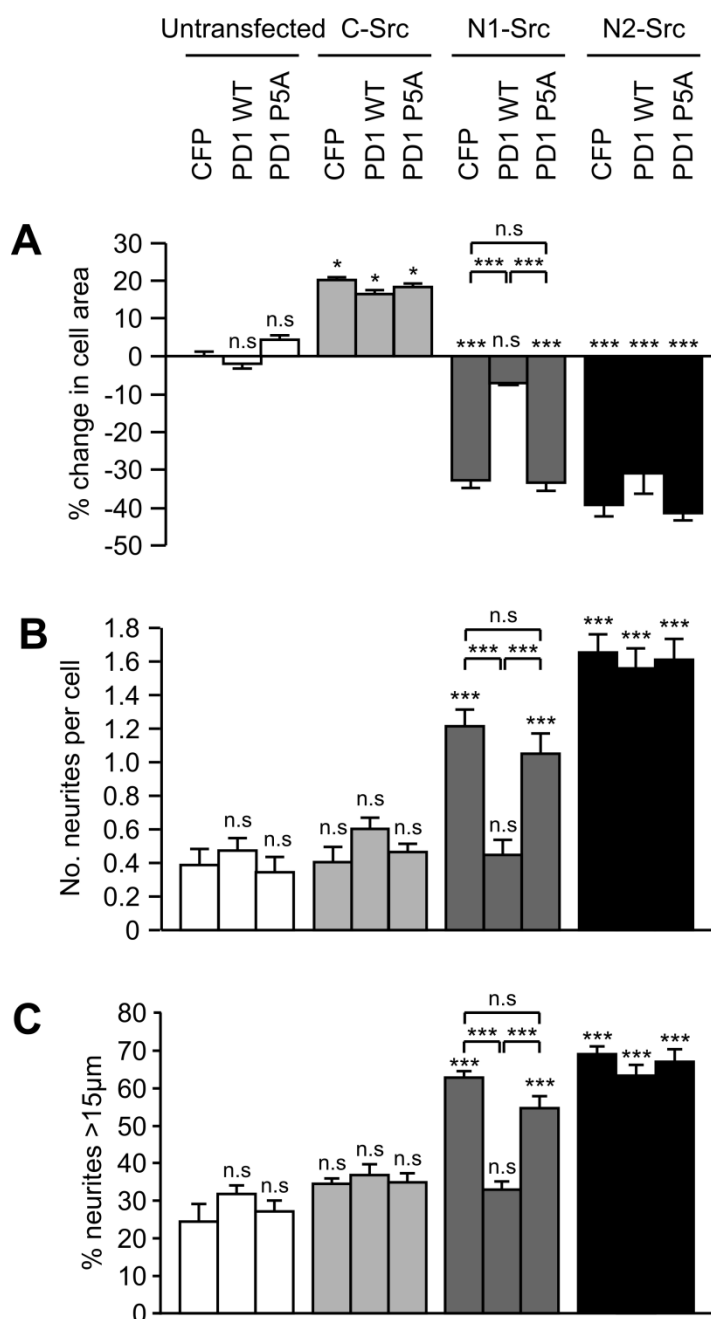 Untransfected C-Src N1-Src N2-Src
CFP PD1 WT PD1 P5A CFP PD1 WT PD1 P5A CFP PD1 WT PD1 P5A CFP PD1 WT PD1 P5A
A
% change in cell area
30
20
10
0
-10
-20
-30
-40
-50
n.s
n.s
*
*
*
n.s
*** ***
*** n.s ***
*** *** ***
B
No. neurites per cell
1.8
1.6
1.4
1.2
1.0
0.8
0.6
0.4
0.2
0
n.s
n.s
n.s
n.s
n.s
n.s
*** ***
***
n.s
***
*** *** ***
C
% neurites >15µm
80
70
60
50
40
30
20
10
0
n.s
n.s
n.s
n.s
n.s
n.s
*** ***
***
n.s
***
*** *** ***